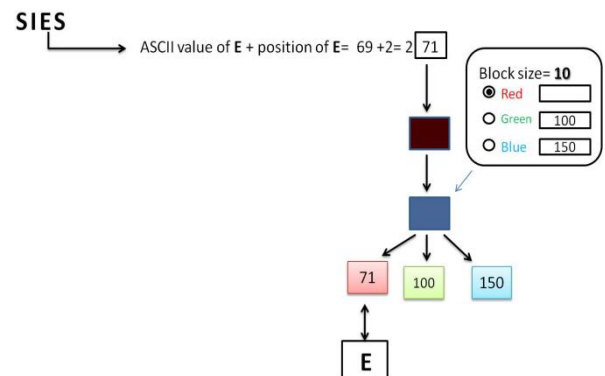 SIES
ASCII value of E + position of E= 69 +2= 2 71
Block size= 10
Red
Green 100
Blue 150
71 100 150
E